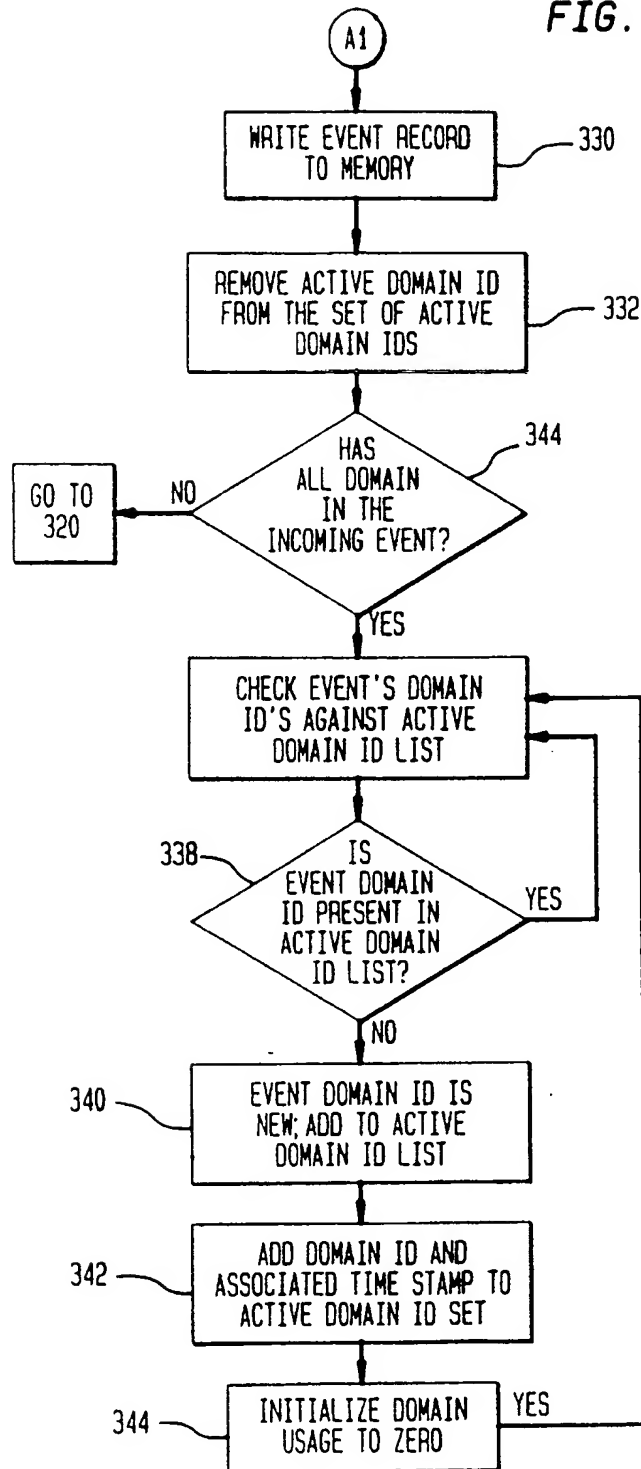 FIG.
A1
WRITE EVENT RECORD
TO MEMORY
330
REMOVE ACTIVE DOMAIN ID
FROM THE SET OF ACTIVE
DOMAIN IDS
332
HAS
ALL DOMAIN
IN THE
INCOMING EVENT?
344
NO
GO TO
320
YES
CHECK EVENT'S DOMAIN
ID'S AGAINST ACTIVE
DOMAIN ID LIST
338
IS
EVENT DOMAIN
ID PRESENT IN
ACTIVE DOMAIN
ID LIST?
YES
NO
340
EVENT DOMAIN ID IS
NEW; ADD TO ACTIVE
DOMAIN ID LIST
342
ADD DOMAIN ID AND
ASSOCIATED TIME STAMP TO
ACTIVE DOMAIN ID SET
344
INITIALIZE DOMAIN
USAGE TO ZERO
YES